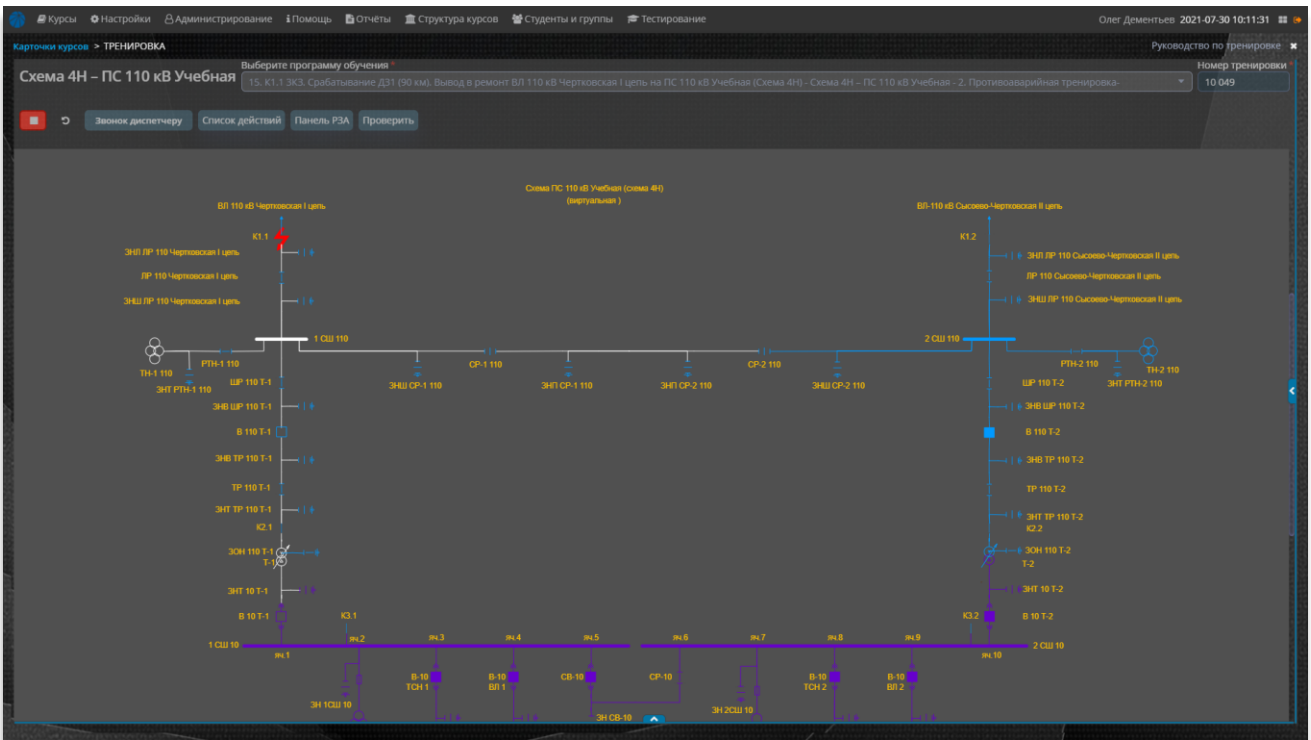 Курсы Настройки Администрирование Помощь Отчёты Структура курсов Студенты и группы Тестирование Олег Дементьев 2021-07-30 10:11:31
Карточки курсов > ТРЕНИРОВКА Руководство по тренировке
Схема 4Н – ПС 110 кВ Учебная
Выберите программу обучения *
15. К1.1 ЗКЗ. Срабатывание ДЗ1 (90 км). Вывод в ремонт ВЛ 110 кВ Чертковская I цепь на ПС 110 кВ Учебная (Схема 4Н) - Схема 4Н – ПС 110 кВ Учебная - 2. Противоаварийная тренировка-
Номер тренировки *
10 049
Звонок диспетчеру Список действий Панель РЗА Проверить
Схема ПС 110 кВ Учебная (схема 4Н)
(виртуальная )
ВЛ 110 кВ Чертковская I цепь ВЛ-110 кВ Сысоево-Чертковская II цепь
К1.1 К1.2
ЗНЛ ЛР 110 Чертковская I цепь ЗНЛ ЛР 110 Сысоево-Чертковская II цепь
ЛР 110 Чертковская I цепь ЛР 110 Сысоево-Чертковская II цепь
ЗНШ ЛР 110 Чертковская I цепь ЗНШ ЛР 110 Сысоево-Чертковская II цепь
1 СШ 110 2 СШ 110
РТН-1 110 СР-1 110 СР-2 110 РТН-2 110
ТН-1 110 ТН-2 110
ЗНТ РТН-1 110 ШР 110 Т-1 ЗНШ СР-1 110 ЗНП СР-1 110 ЗНП СР-2 110 ЗНШ СР-2 110 ШР 110 Т-2 ЗНТ РТН-2 110
ЗНВ ШР 110 Т-1 ЗНВ ШР 110 Т-2
В 110 Т-1 В 110 Т-2
ЗНВ ТР 110 Т-1 ЗНВ ТР 110 Т-2
ТР 110 Т-1 ТР 110 Т-2
ЗНТ ТР 110 Т-1 ЗНТ ТР 110 Т-2
К2.1 К2.2
ЗОН 110 Т-1 ЗОН 110 Т-2
Т-1 Т-2
ЗНТ 10 Т-1 ЗНТ 10 Т-2
В 10 Т-1 К3.1 К3.2 В 10 Т-2
1 СШ 10 яч.2 яч.3 яч.4 яч.5 яч.6 яч.7 яч.8 яч.9 2 СШ 10
яч.1 яч.10
В-10 В-10 СВ-10 СР-10 В-10 В-10
ТСН 1 ВЛ 1 ТСН 2 ВЛ 2
ЗН 1СШ 10 ЗН СВ-10 ЗН 2СШ 10